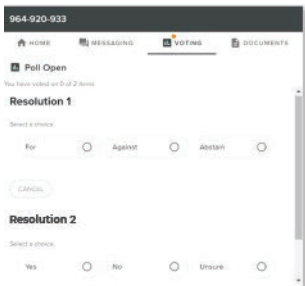 964-920-933
HOME MESSAGING VOTING DOCUMENTS
Poll Open
You have voted on 0 of 2 items
Resolution 1
Select a choice.
For Against Abstain
CANCEL
Resolution 2
Select a choice.
Yes No Unsure